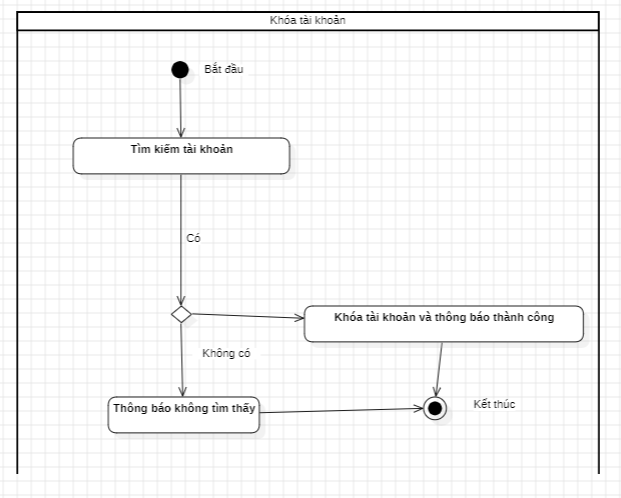 Khóa tài khoản
Bắt đầu
Tìm kiếm tài khoản
Có
Khóa tài khoản và thông báo thành công
Không có
Thông báo không tìm thấy
Kết thúc